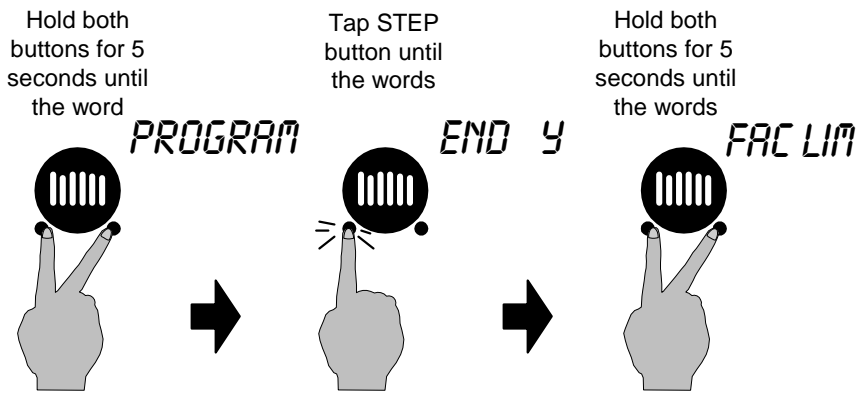 Hold both
buttons for 5
seconds until
the word
PROGRAM
Tap STEP
button until
the words
END Y
Hold both
buttons for 5
seconds until
the words
FAC LIM